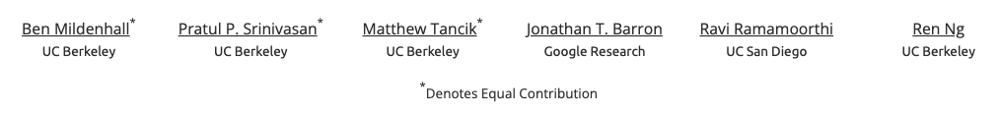 Ben Mildenhall* Pratul P. Srinivasan* Matthew Tancik* Jonathan T. Barron Ravi Ramamoorthi Ren Ng
UC Berkeley UC Berkeley UC Berkeley Google Research UC San Diego UC Berkeley
*Denotes Equal Contribution